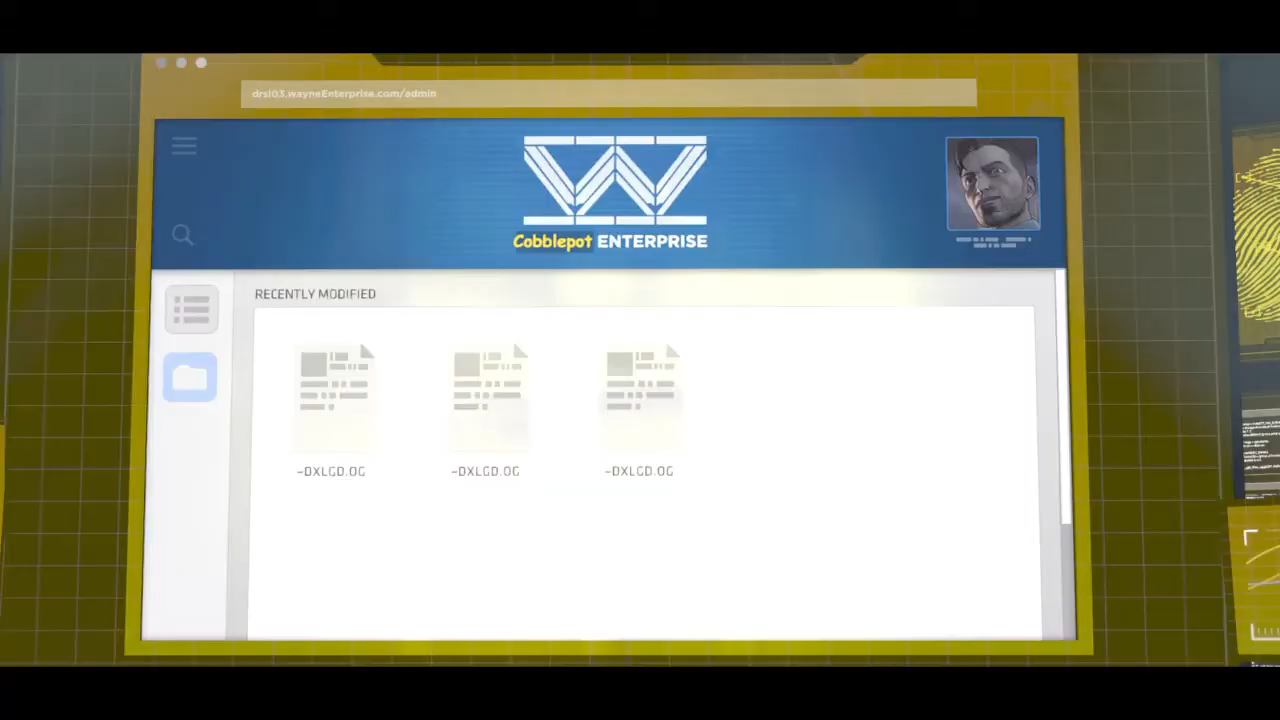 drsl03.wayneEnterprise.com/admin
Cobblepot ENTERPRISE
RECENTLY MODIFIED
~DXLGD.OG ~DXLGD.OG ~DXLGD.OG